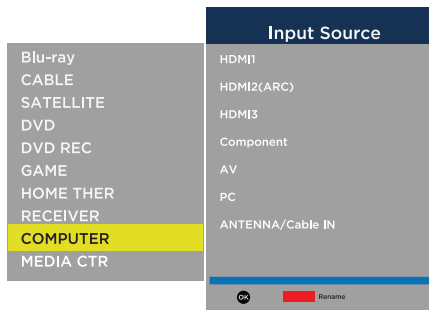 Blu-ray
CABLE
SATELLITE
DVD
DVD REC
GAME
HOME THER
RECEIVER
COMPUTER
MEDIA CTR
Input Source
HDMI1
HDMI2(ARC)
HDMI3
Component
AV
PC
ANTENNA/Cable IN
OK Rename